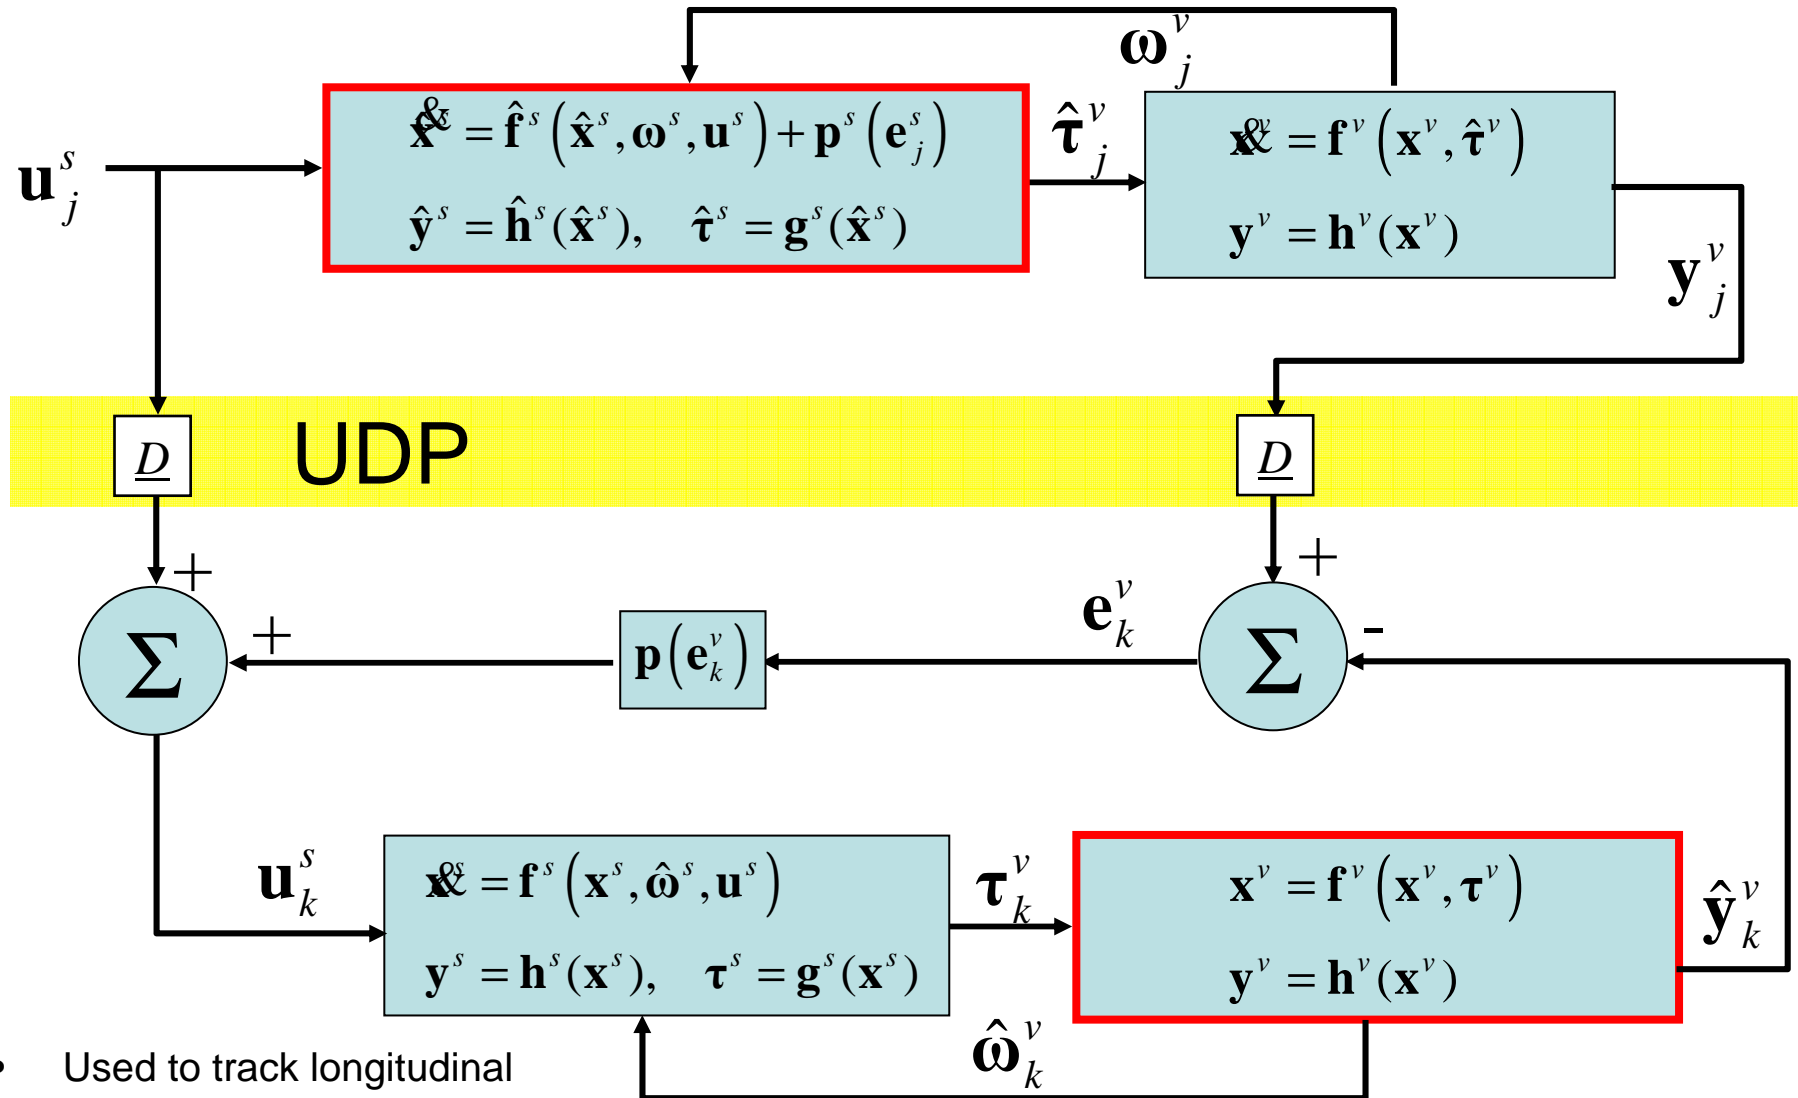 ω_j^v
x̂&^s = f̂^s(x̂^s, ω^s, u^s) + p^s(e_j^s)
ŷ^s = ĥ^s(x̂^s), τ̂^s = g^s(x̂^s)
τ̂_j^v
x&^v = f^v(x^v, τ̂^v)
y^v = h^v(x^v)
u_j^s
y_j^v
D
UDP
D
+
+
Σ
+
p(e_k^v)
e_k^v
Σ
-
u_k^s
x&^s = f^s(x^s, ω̂^s, u^s)
y^s = h^s(x^s), τ^s = g^s(x^s)
τ_k^v
x^v = f^v(x^v, τ^v)
y^v = h^v(x^v)
ŷ_k^v
ω̂_k^v
• Used to track longitudinal